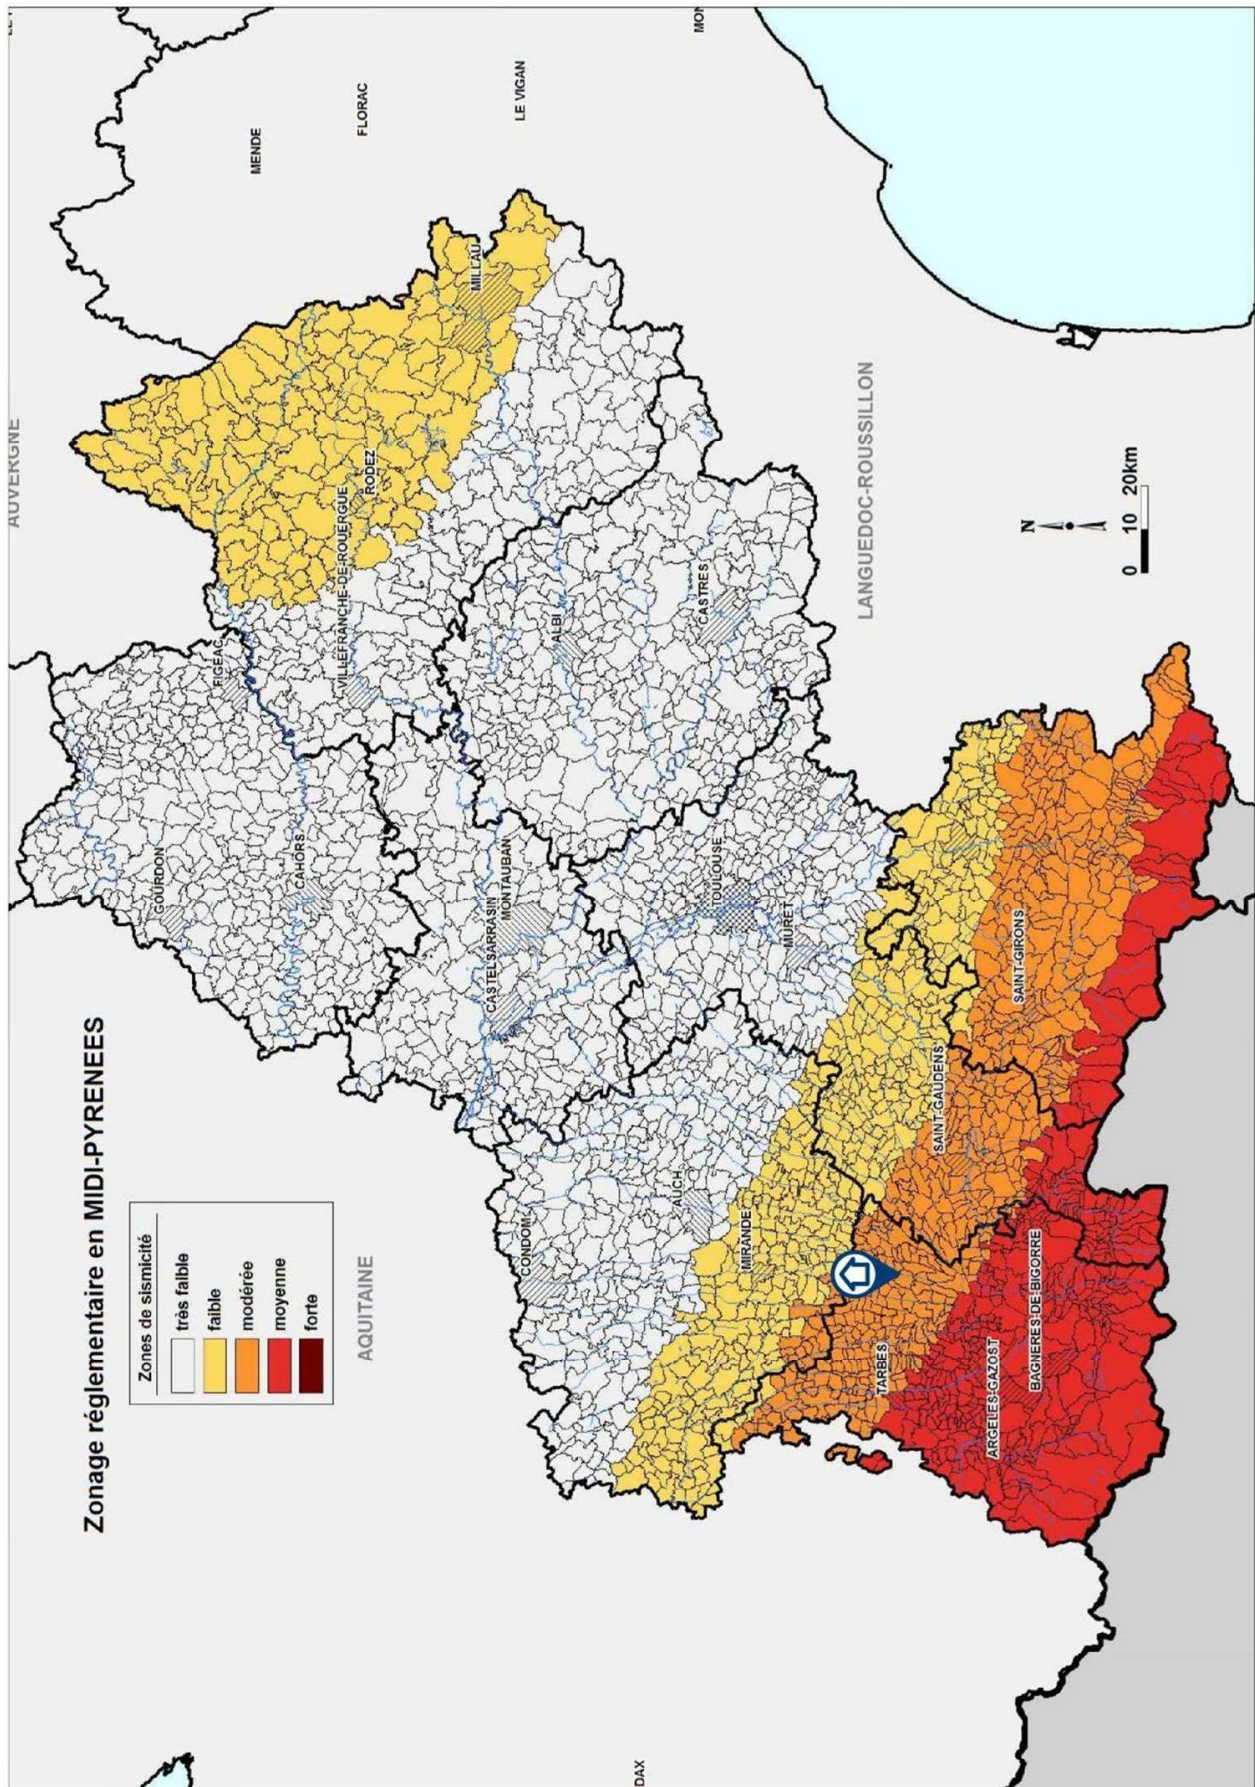 Zonage réglementaire en MIDI-PYRENEES
Zones de sismicité
très faible
faible
modérée
moyenne
forte
AUVERGNE
AQUITAINE
LANGUEDOC-ROUSSILLON
MENDE
FLORAC
LE VIGAN
GOURDON
FIGEAC
CAHORS
VILLEFRANCHE-DE-ROUERGUE
RODEZ
MILLAU
CASTELSARRASIN
MONTAUBAN
ALBI
CASTRES
CONDOM
AUCH
MIRANDE
TOULOUSE
MURET
TARBES
SAINT-GAUDENS
SAINT-GIRONS
ARGELES-GAZOST
BAGNERES-DE-BIGORRE
DAX
MON
N
0 10 20km